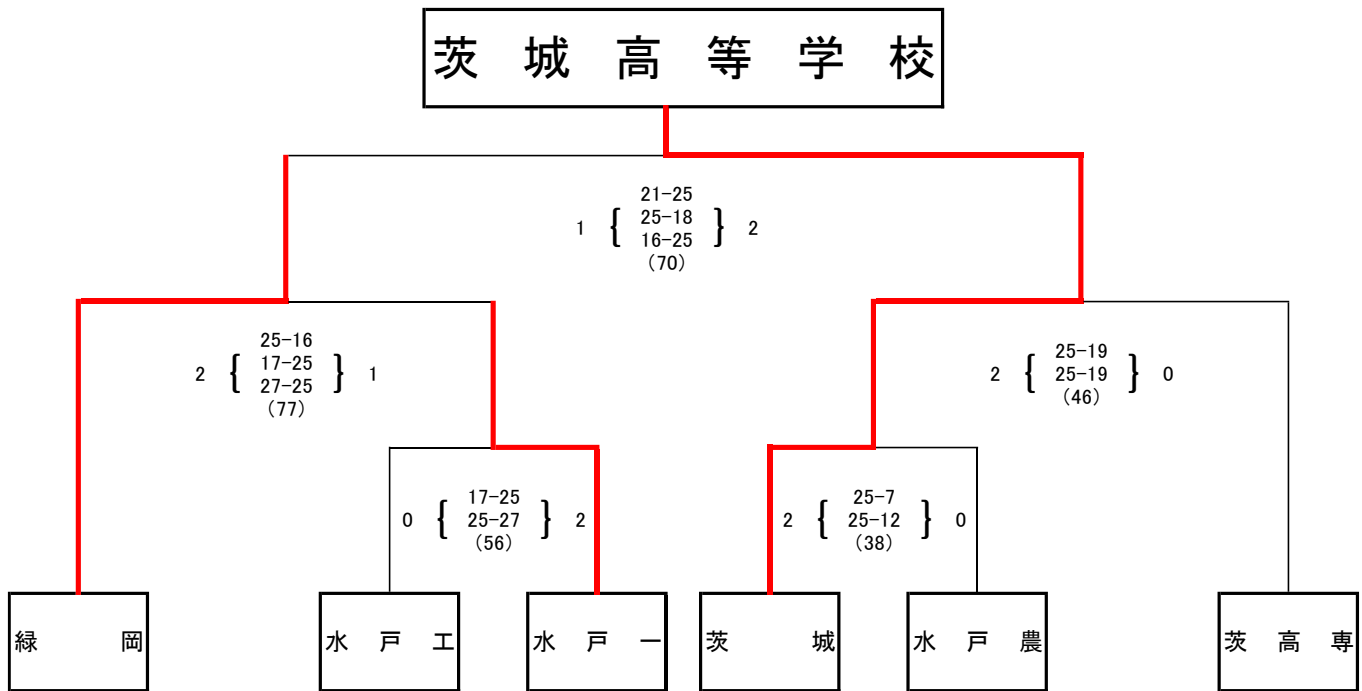 茨城高等学校
21-25
1 { 25-18 } 2
16-25
(70)
25-16
2 { 17-25 } 1
27-25
(77)
25-19
2 { 25-19 } 0
(46)
17-25
0 { 25-27 } 2
(56)
25-7
2 { 25-12 } 0
(38)
緑岡
水戸工
水戸一
茨城
水戸農
茨高専